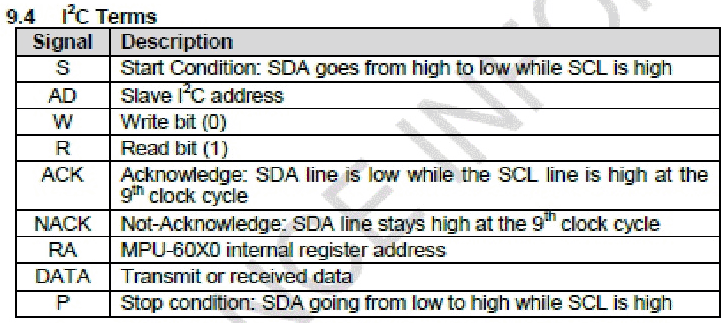 9.4 I²C Terms
Signal Description
S Start Condition: SDA goes from high to low while SCL is high
AD Slave I²C address
W Write bit (0)
R Read bit (1)
ACK Acknowledge: SDA line is low while the SCL line is high at the
9th clock cycle
NACK Not-Acknowledge: SDA line stays high at the 9th clock cycle
RA MPU-60X0 internal register address
DATA Transmit or received data
P Stop condition: SDA going from low to high while SCL is high